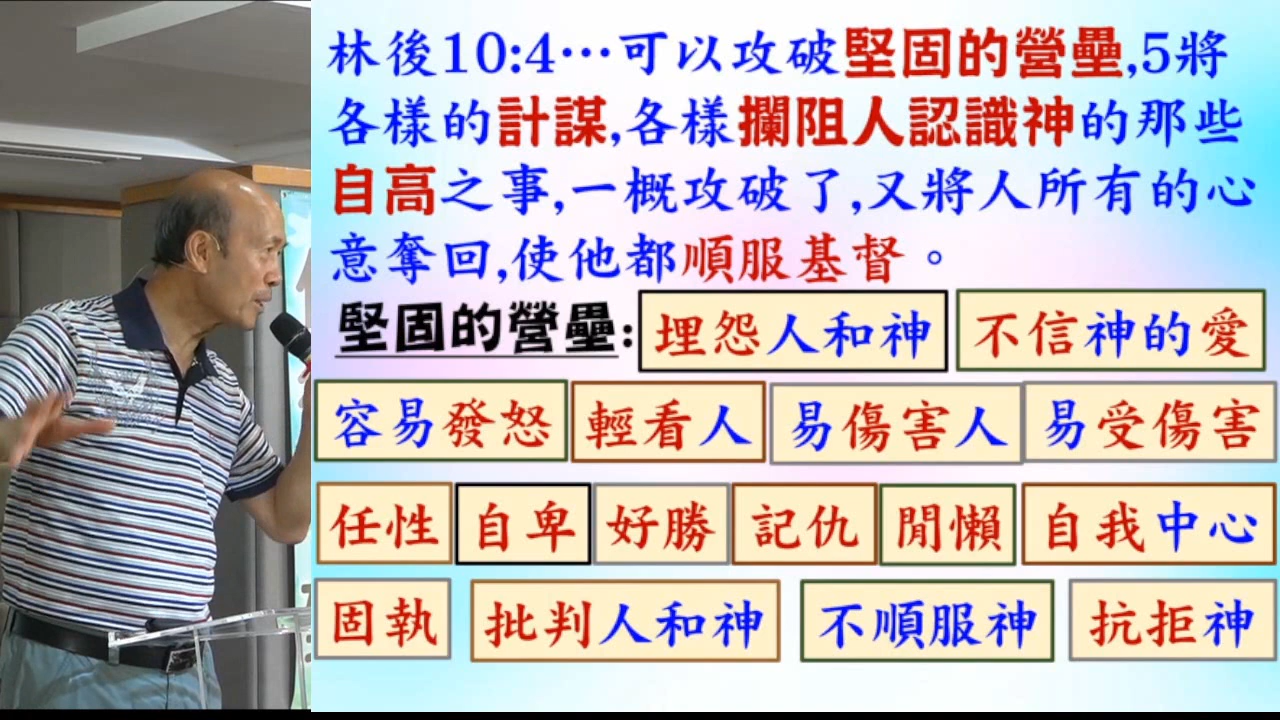 林後10:4…可以攻破堅固的營壘,5將
各樣的計謀,各樣攔阻人認識神的那些
自高之事,一概攻破了,又將人所有的心
意奪回,使他都順服基督。
堅固的營壘: 埋怨人和神 不信神的愛
容易發怒 輕看人 易傷害人 易受傷害
任性 自卑 好勝 記仇 閒懶 自我中心
固執 批判人和神 不順服神 抗拒神